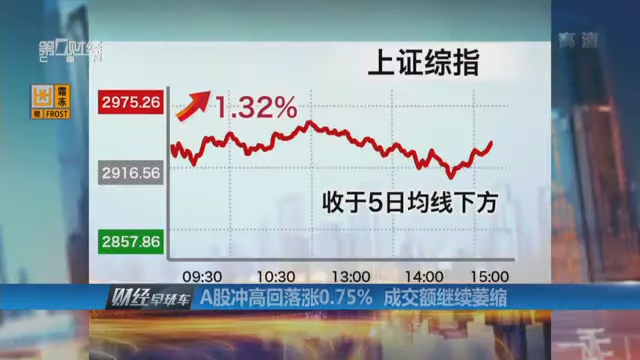 第一财经
高清
霜冻
橙
FROST
上证综指
2975.26
1.32%
2916.56
收于5日均线下方
2857.86
09:30
10:30
13:00
14:00
15:00
财经早班车
A股冲高回落涨0.75% 成交额继续萎缩